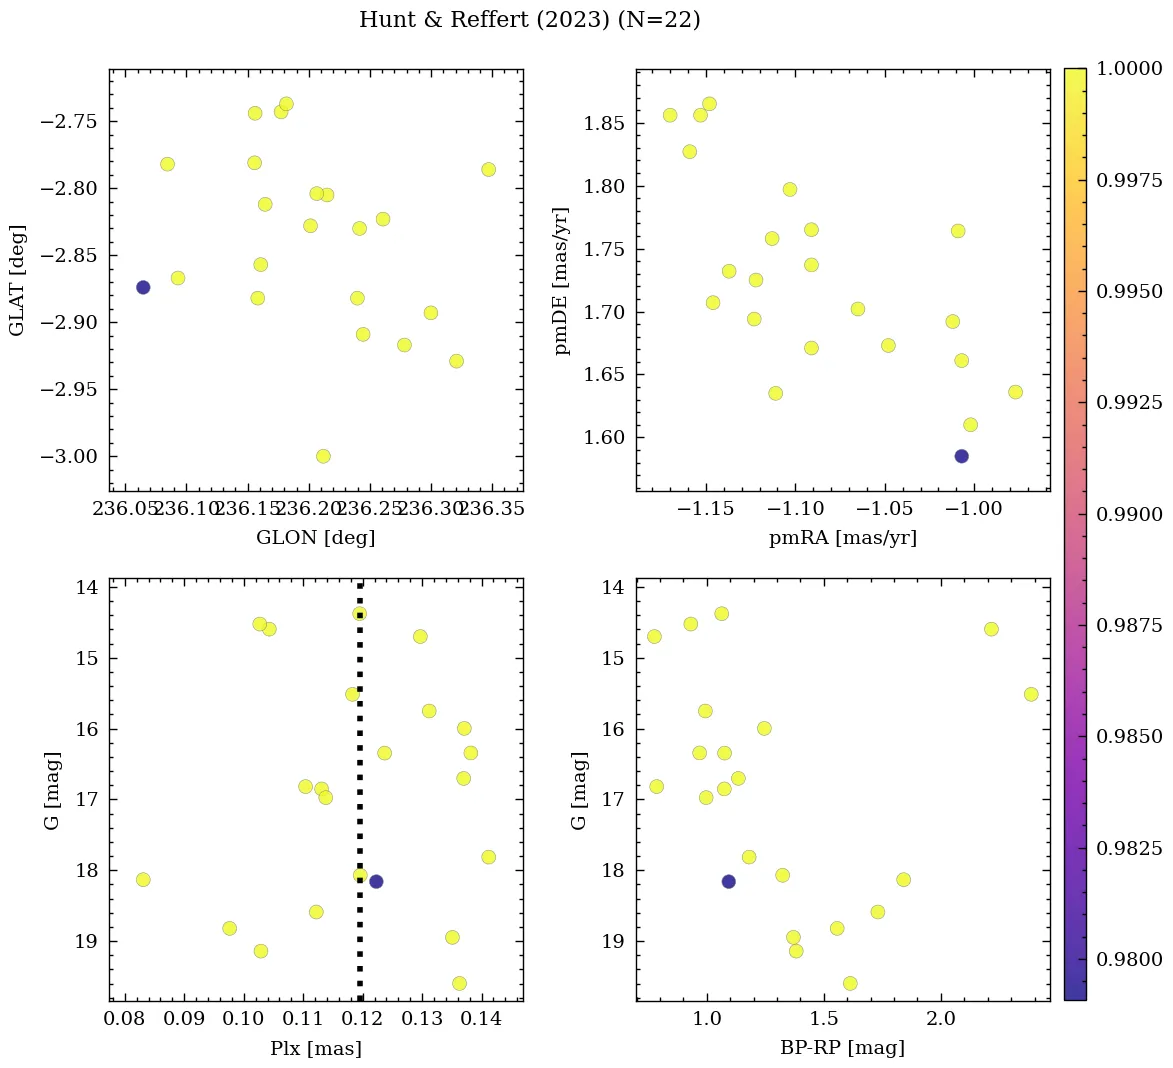 Hunt & Reffert (2023) (N=22)
−2.75
−2.80
−2.85
−2.90
−2.95
−3.00
GLAT [deg]
236.05 236.10 236.15 236.20 236.25 236.30 236.35
GLON [deg]
1.85
1.80
1.75
1.70
1.65
1.60
pmDE [mas/yr]
−1.15 −1.10 −1.05 −1.00
pmRA [mas/yr]
14
15
16
17
18
19
G [mag]
0.08 0.09 0.10 0.11 0.12 0.13 0.14
Plx [mas]
14
15
16
17
18
19
G [mag]
1.0 1.5 2.0
BP-RP [mag]
1.0000
0.9975
0.9950
0.9925
0.9900
0.9875
0.9850
0.9825
0.9800